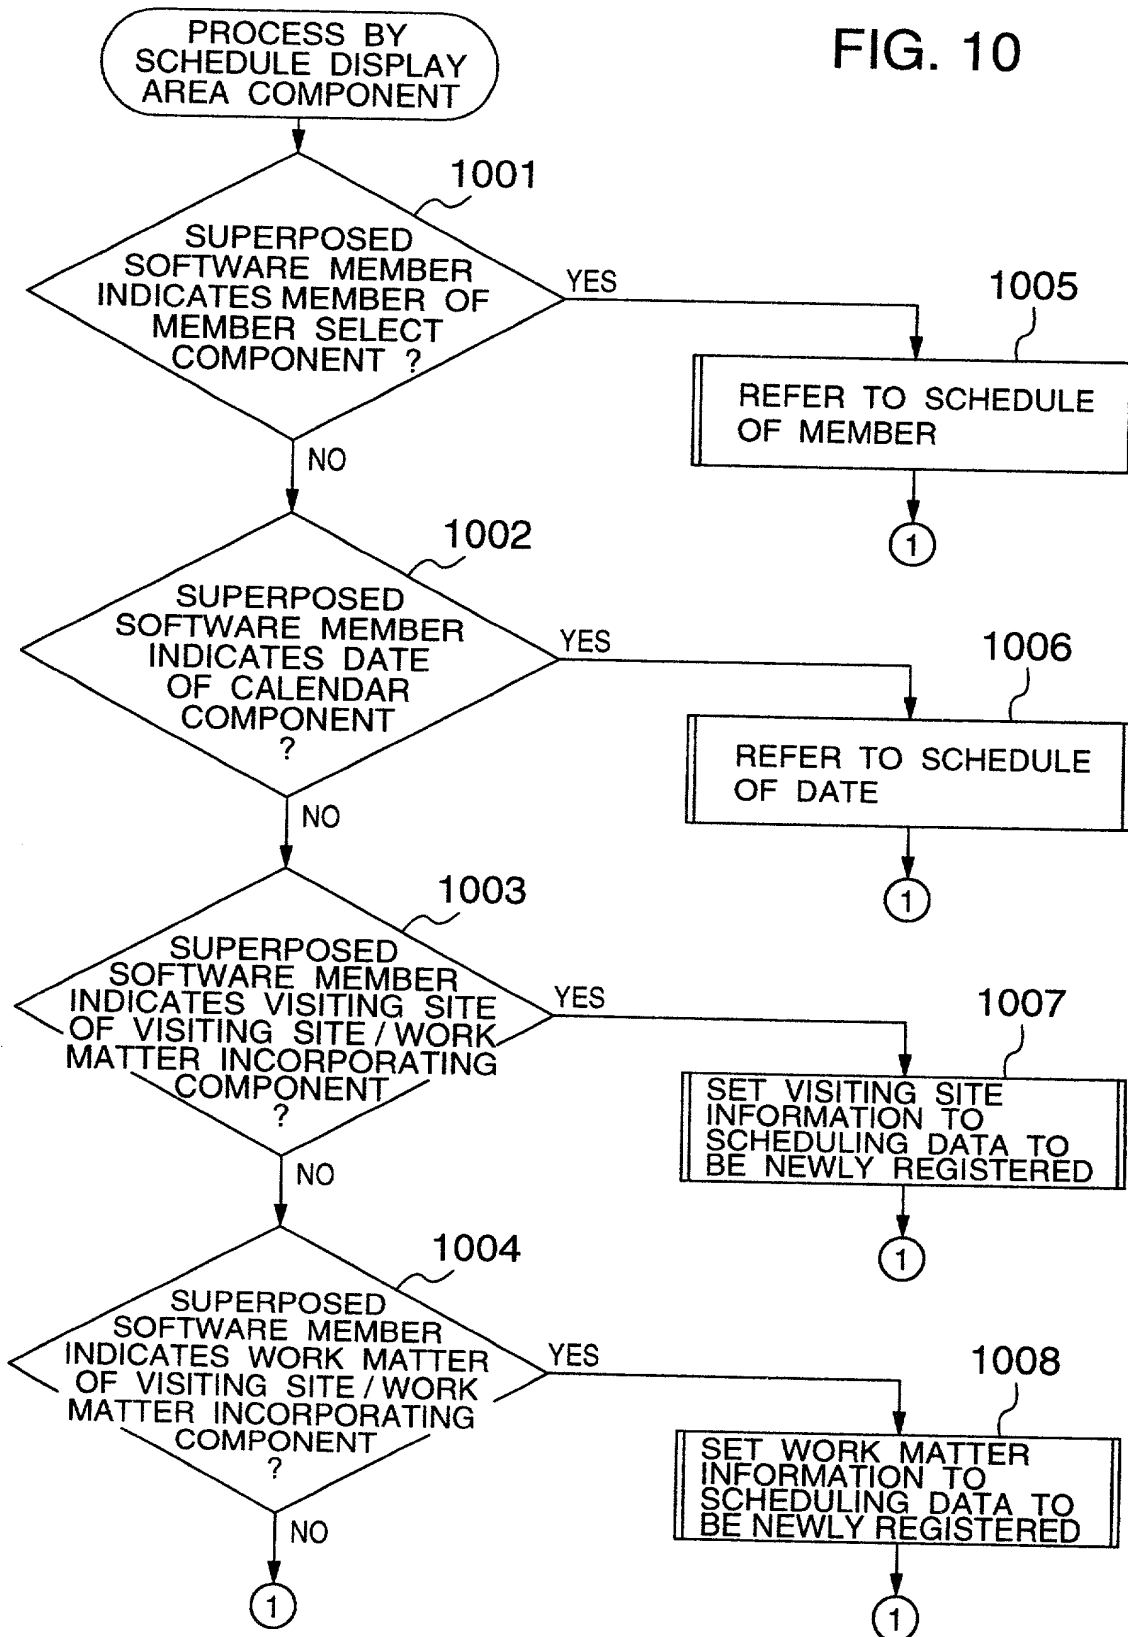 PROCESS BY
SCHEDULE DISPLAY
AREA COMPONENT
FIG. 10
1001
SUPERPOSED
SOFTWARE MEMBER
INDICATES MEMBER OF
MEMBER SELECT
COMPONENT ?
YES
NO
1005
REFER TO SCHEDULE
OF MEMBER
1
1002
SUPERPOSED
SOFTWARE MEMBER
INDICATES DATE
OF CALENDAR
COMPONENT
?
YES
NO
1006
REFER TO SCHEDULE
OF DATE
1
1003
SUPERPOSED
SOFTWARE MEMBER
INDICATES VISITING SITE
OF VISITING SITE / WORK
MATTER INCORPORATING
COMPONENT
?
YES
NO
1007
SET VISITING SITE
INFORMATION TO
SCHEDULING DATA TO
BE NEWLY REGISTERED
1
1004
SUPERPOSED
SOFTWARE MEMBER
INDICATES WORK MATTER
OF VISITING SITE / WORK
MATTER INCORPORATING
COMPONENT
?
YES
NO
1
1008
SET WORK MATTER
INFORMATION TO
SCHEDULING DATA TO
BE NEWLY REGISTERED
1